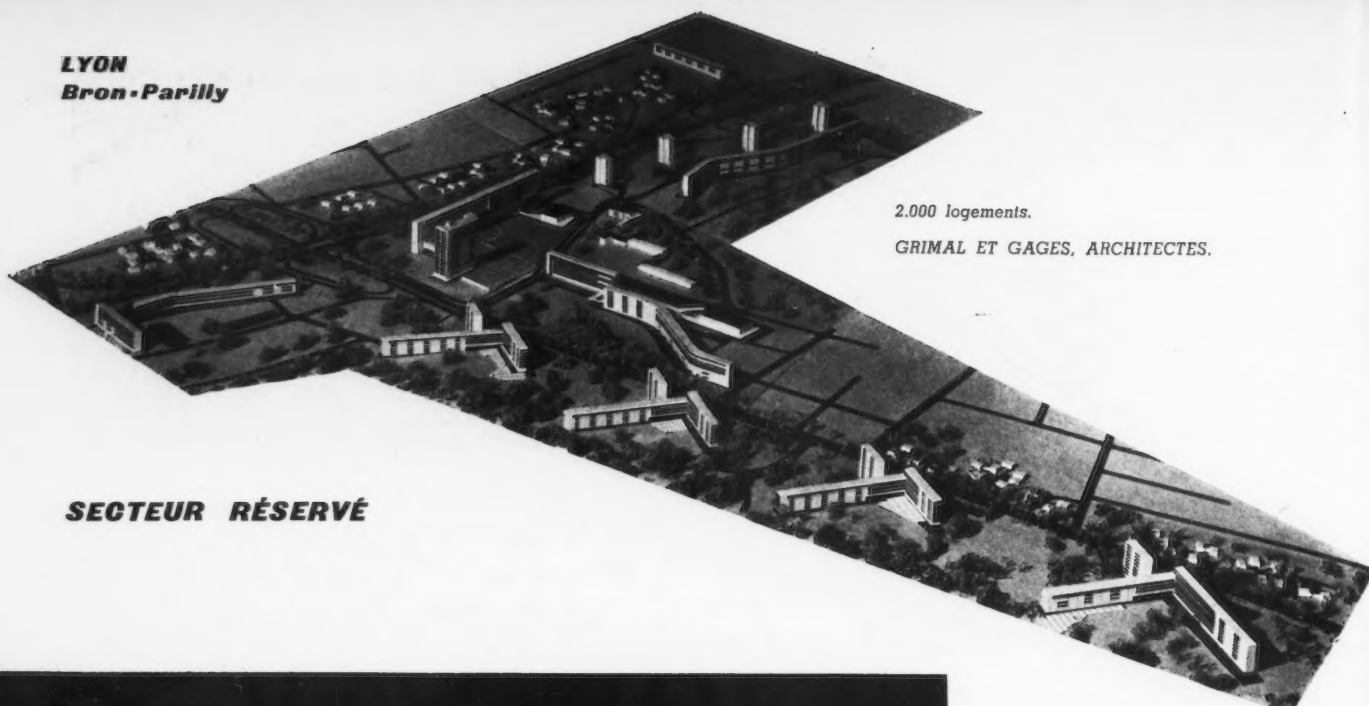 LYON
Bron-Parilly
2.000 logements.
GRIMAL ET GAGES, ARCHITECTES.
SECTEUR RÉSERVÉ